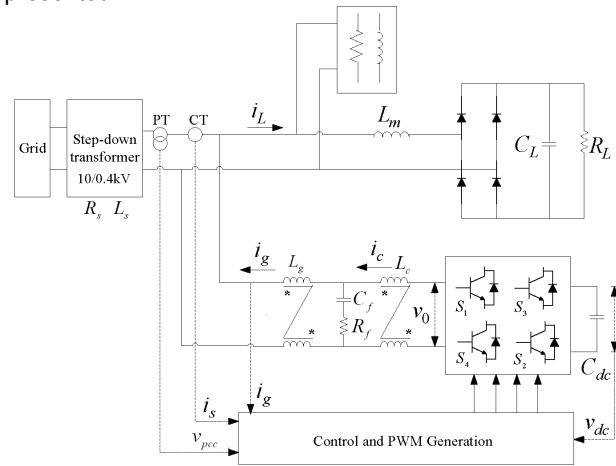 i_L
L_m
PT
CT
Grid
Step-down
transformer
10/0.4kV
R_s L_s
C_L
R_L
i_g
L_g
i_c
L_c
*
*
C_f
R_f
*
*
v_0
S_1
S_3
S_4
S_2
C_dc
i_s
i_g
v_pcc
v_dc
Control and PWM Generation